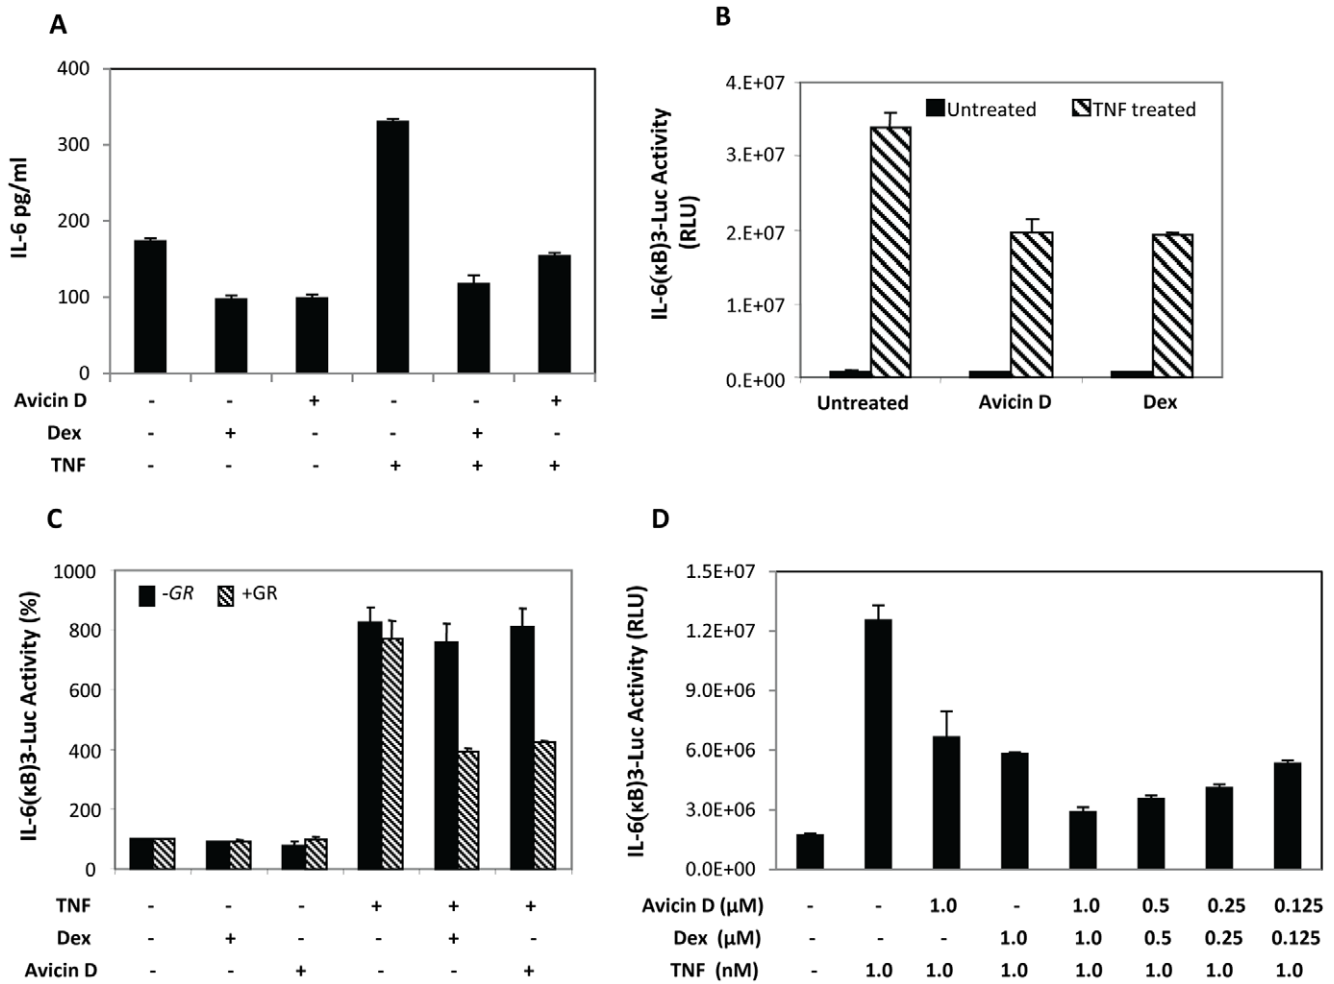 A
400
300
200
100
0
IL-6 pg/ml
Avicin D - - + - - +
Dex - + - - + -
TNF - - - + + +
B
4.E+07
3.E+07
2.E+07
1.E+07
0.E+00
IL-6(κB)3-Luc Activity
(RLU)
Untreated TNF treated
Untreated Avicin D Dex
C
1000
800
600
400
200
0
IL-6(κB)3-Luc Activity (%)
-GR +GR
TNF - - - + + +
Dex - + - - + -
Avicin D - - + - - +
D
1.5E+07
1.2E+07
9.0E+06
6.0E+06
3.0E+06
0.0E+00
IL-6(κB)3-Luc Activity (RLU)
Avicin D (μM) - - 1.0 - 1.0 0.5 0.25 0.125
Dex (μM) - - - 1.0 1.0 0.5 0.25 0.125
TNF (nM) - 1.0 1.0 1.0 1.0 1.0 1.0 1.0